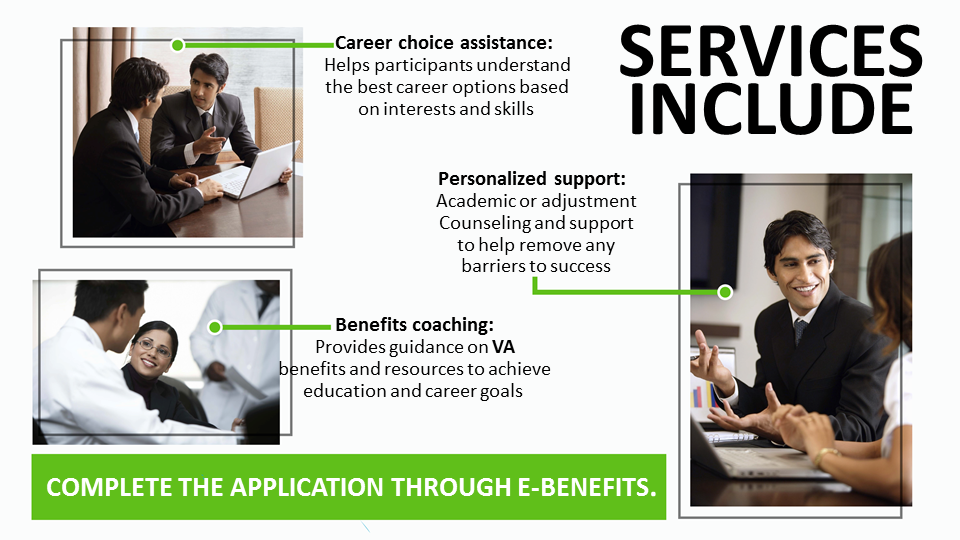 SERVICES
INCLUDE
Career choice assistance:
Helps participants understand
the best career options based
on interests and skills
Personalized support:
Academic or adjustment
Counseling and support
to help remove any
barriers to success
Benefits coaching:
Provides guidance on VA
benefits and resources to achieve
education and career goals
COMPLETE THE APPLICATION THROUGH E-BENEFITS.